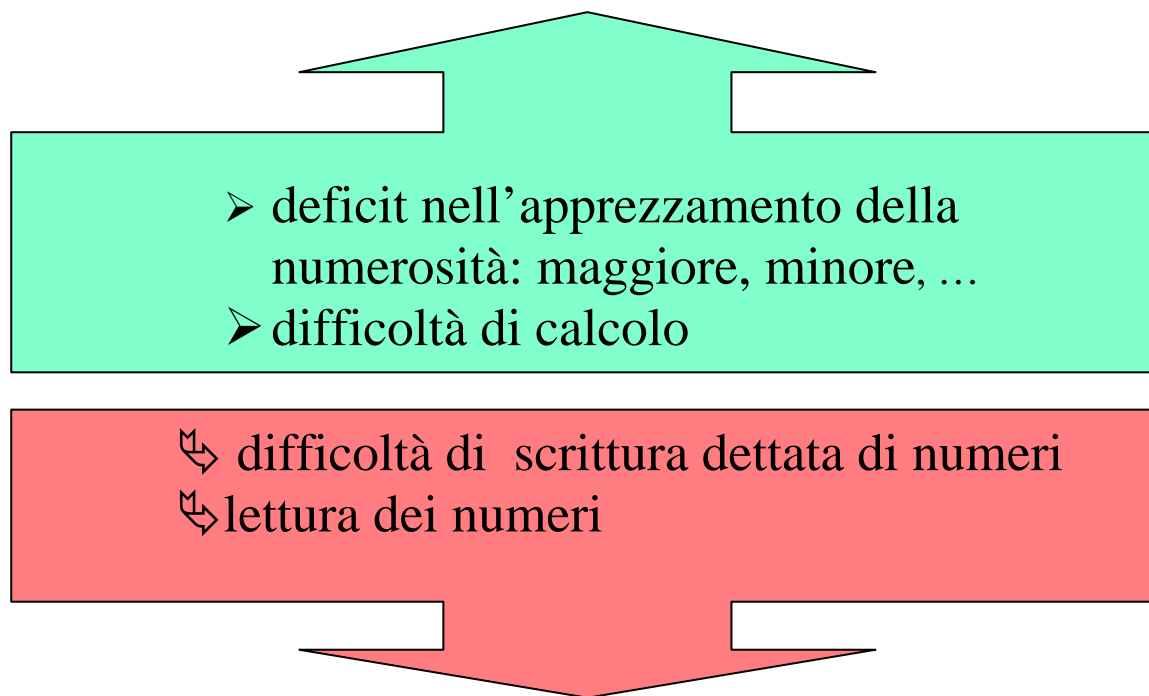 ➢ deficit nell’apprezzamento della
numerosità: maggiore, minore, …
➢ difficoltà di calcolo
difficoltà di scrittura dettata di numeri
lettura dei numeri